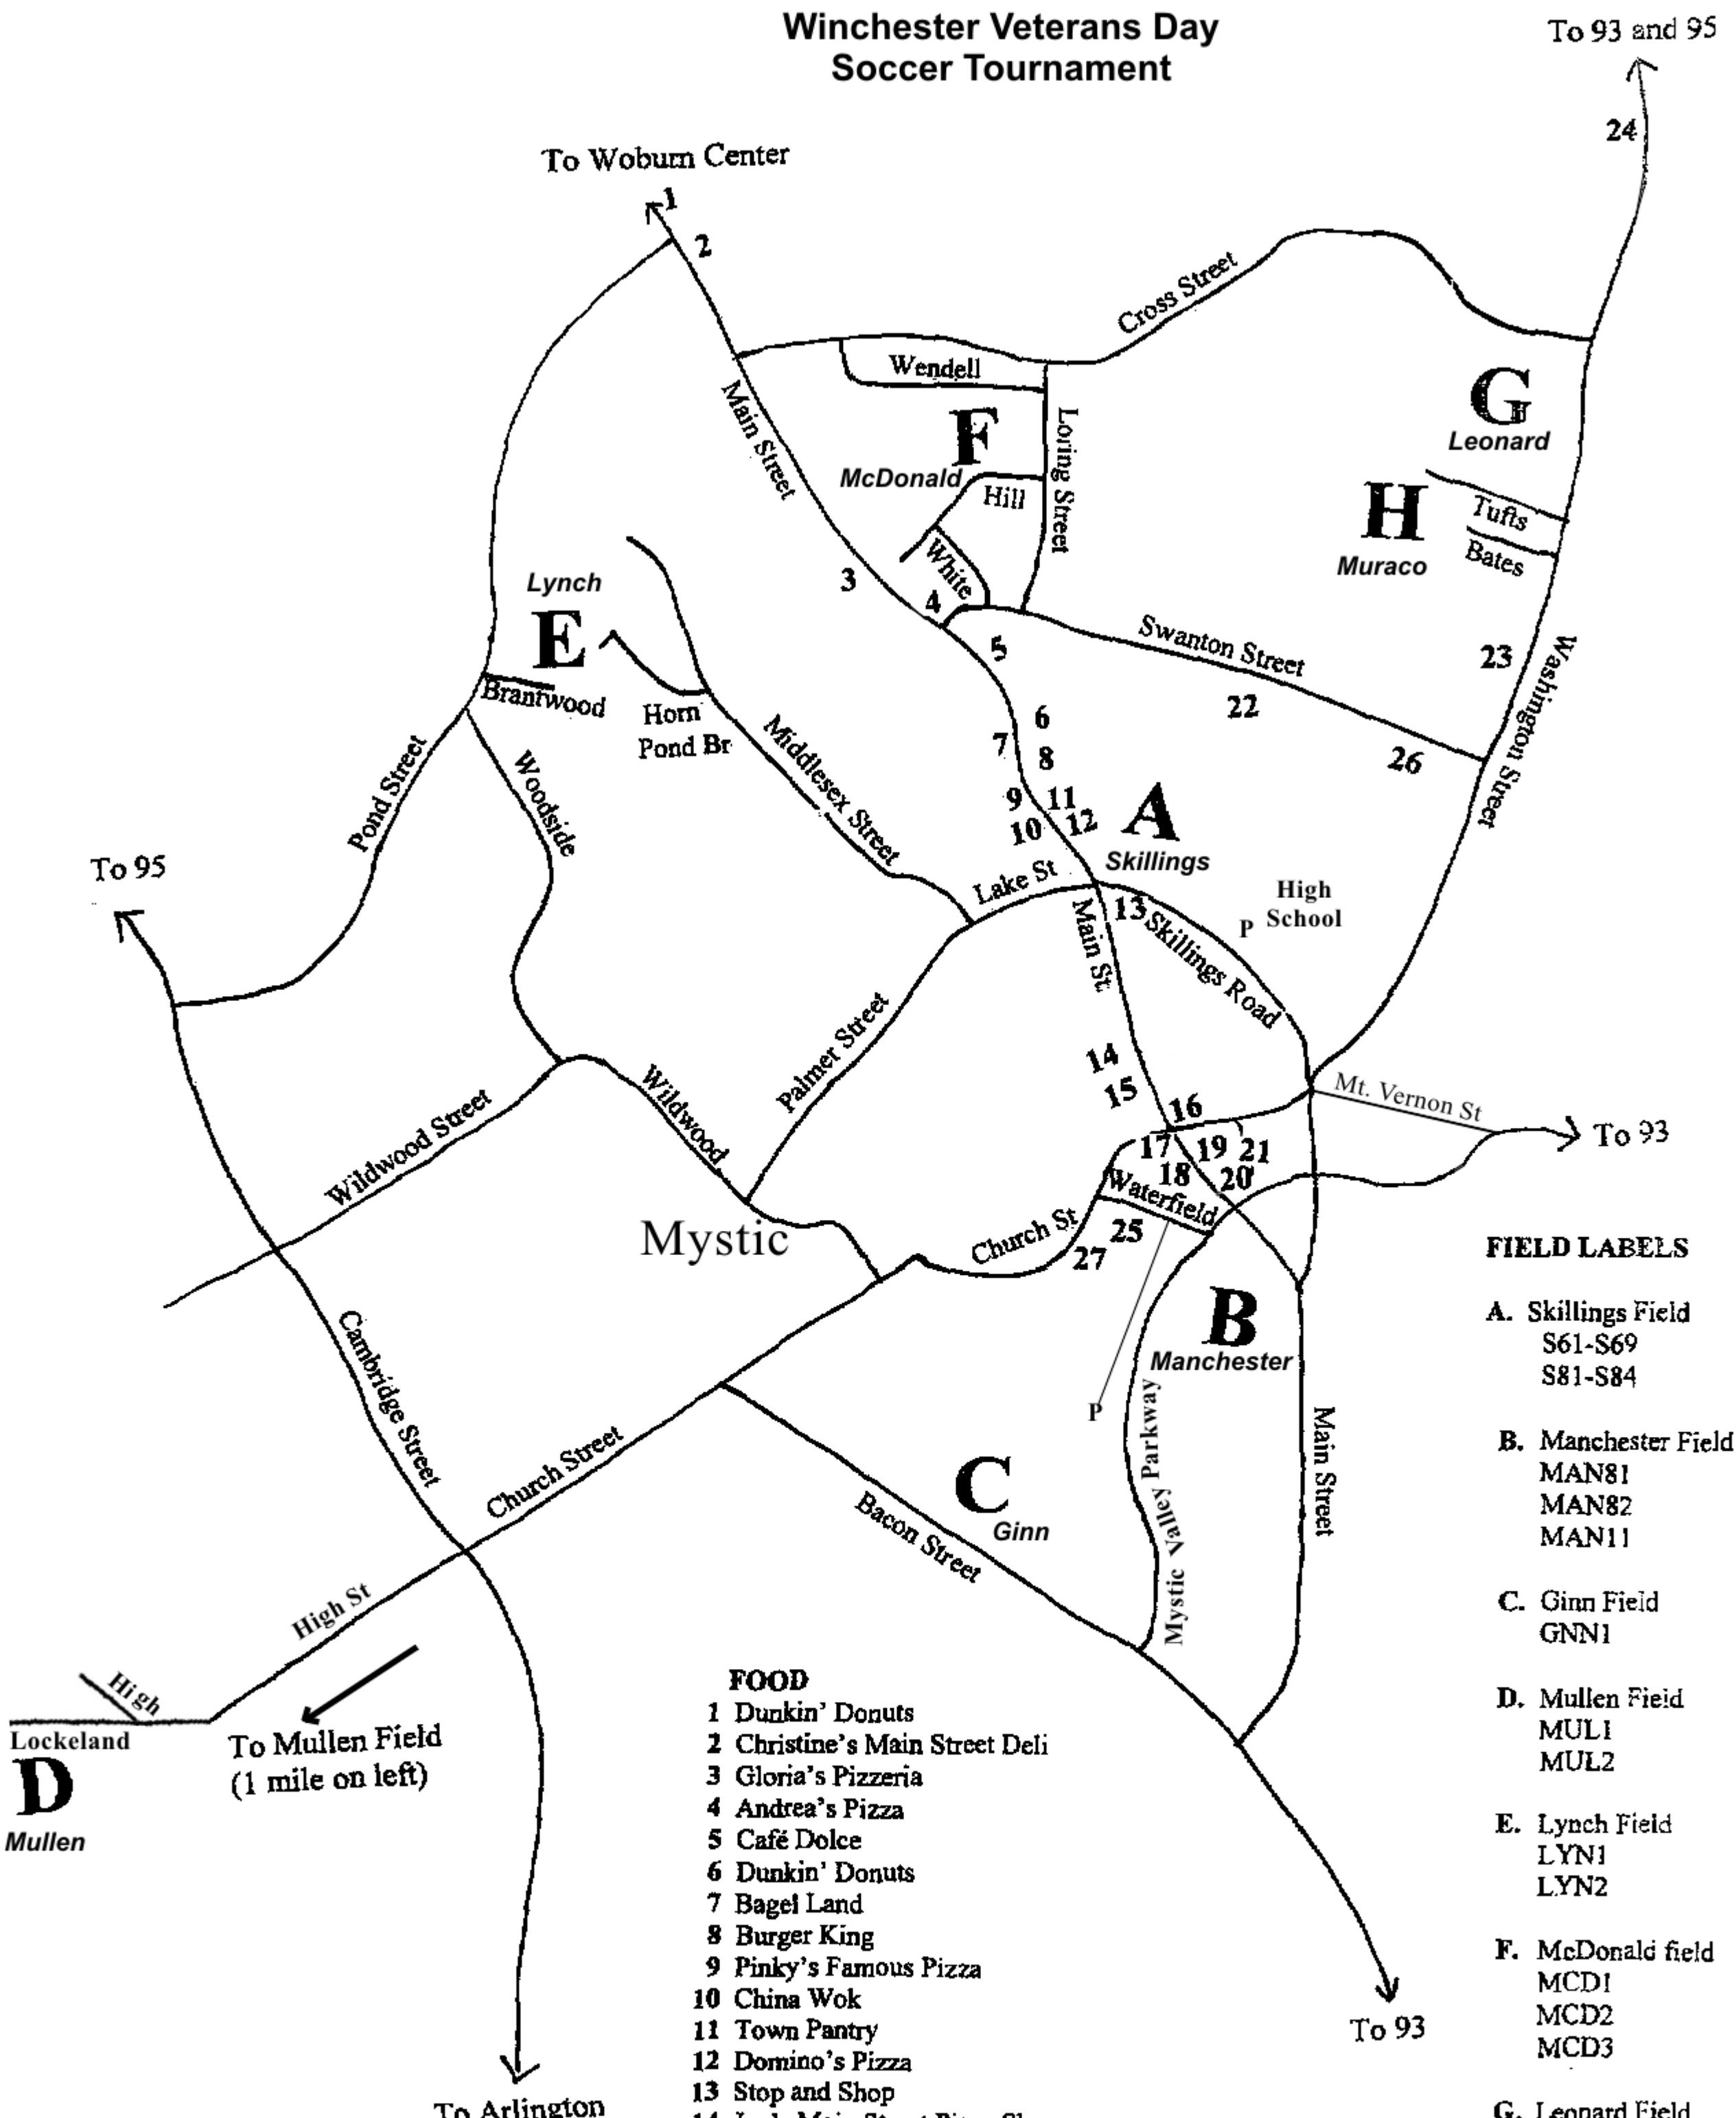 Winchester Veterans Day
Soccer Tournament
To 93 and 95
24
To Woburn Center
1
2
Cross Street
Wendell
G
Leonard
Main Street
F
McDonald
Loring Street
Hill
H
Muraco
Tufts
Bates
White
3
4
Lynch
E
5
Swanton Street
23
Washington Street
Brantwood
Horn
Pond Br
6
22
7
8
26
Middlesex Street
Woodside
Pond Street
9
11
10
12
A
Skillings
To 95
Lake St
High
School
P
13
Main St
Skillings Road
Palmer Street
14
15
Wildwood
Wildwood Street
16
Mt. Vernon St
To 93
17
19
21
18
20
Waterfield
Mystic
Church St
25
27
B
Manchester
Cambridge Street
P
Mystic Valley Parkway
Main Street
Church Street
C
Ginn
Bacon Street
High St
High
Lockeland
D
Mullen
To Mullen Field
(1 mile on left)
To Arlington
To 93
FOOD
1 Dunkin' Donuts
2 Christine's Main Street Deli
3 Gloria's Pizzeria
4 Andrea's Pizza
5 Café Dolce
6 Dunkin' Donuts
7 Bagel Land
8 Burger King
9 Pinky's Famous Pizza
10 China Wok
11 Town Pantry
12 Domino's Pizza
13 Stop and Shop
FIELD LABELS
A. Skillings Field
S61-S69
S81-S84
B. Manchester Field
MAN81
MAN82
MAN11
C. Ginn Field
GNN1
D. Mullen Field
MUL1
MUL2
E. Lynch Field
LYN1
LYN2
F. McDonald field
MCD1
MCD2
MCD3
G. Leonard Field